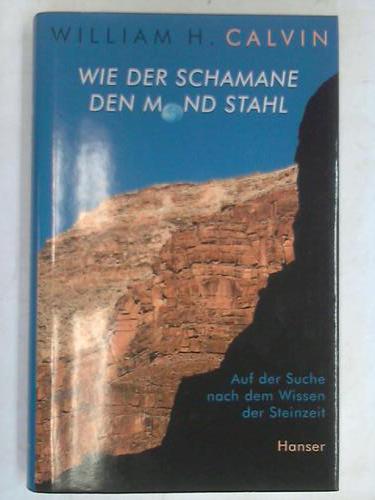 WILLIAM H. CALVIN
WIE DER SCHAMANE
DEN MOND STAHL
Auf der Suche
nach dem Wissen
der Steinzeit
Hanser